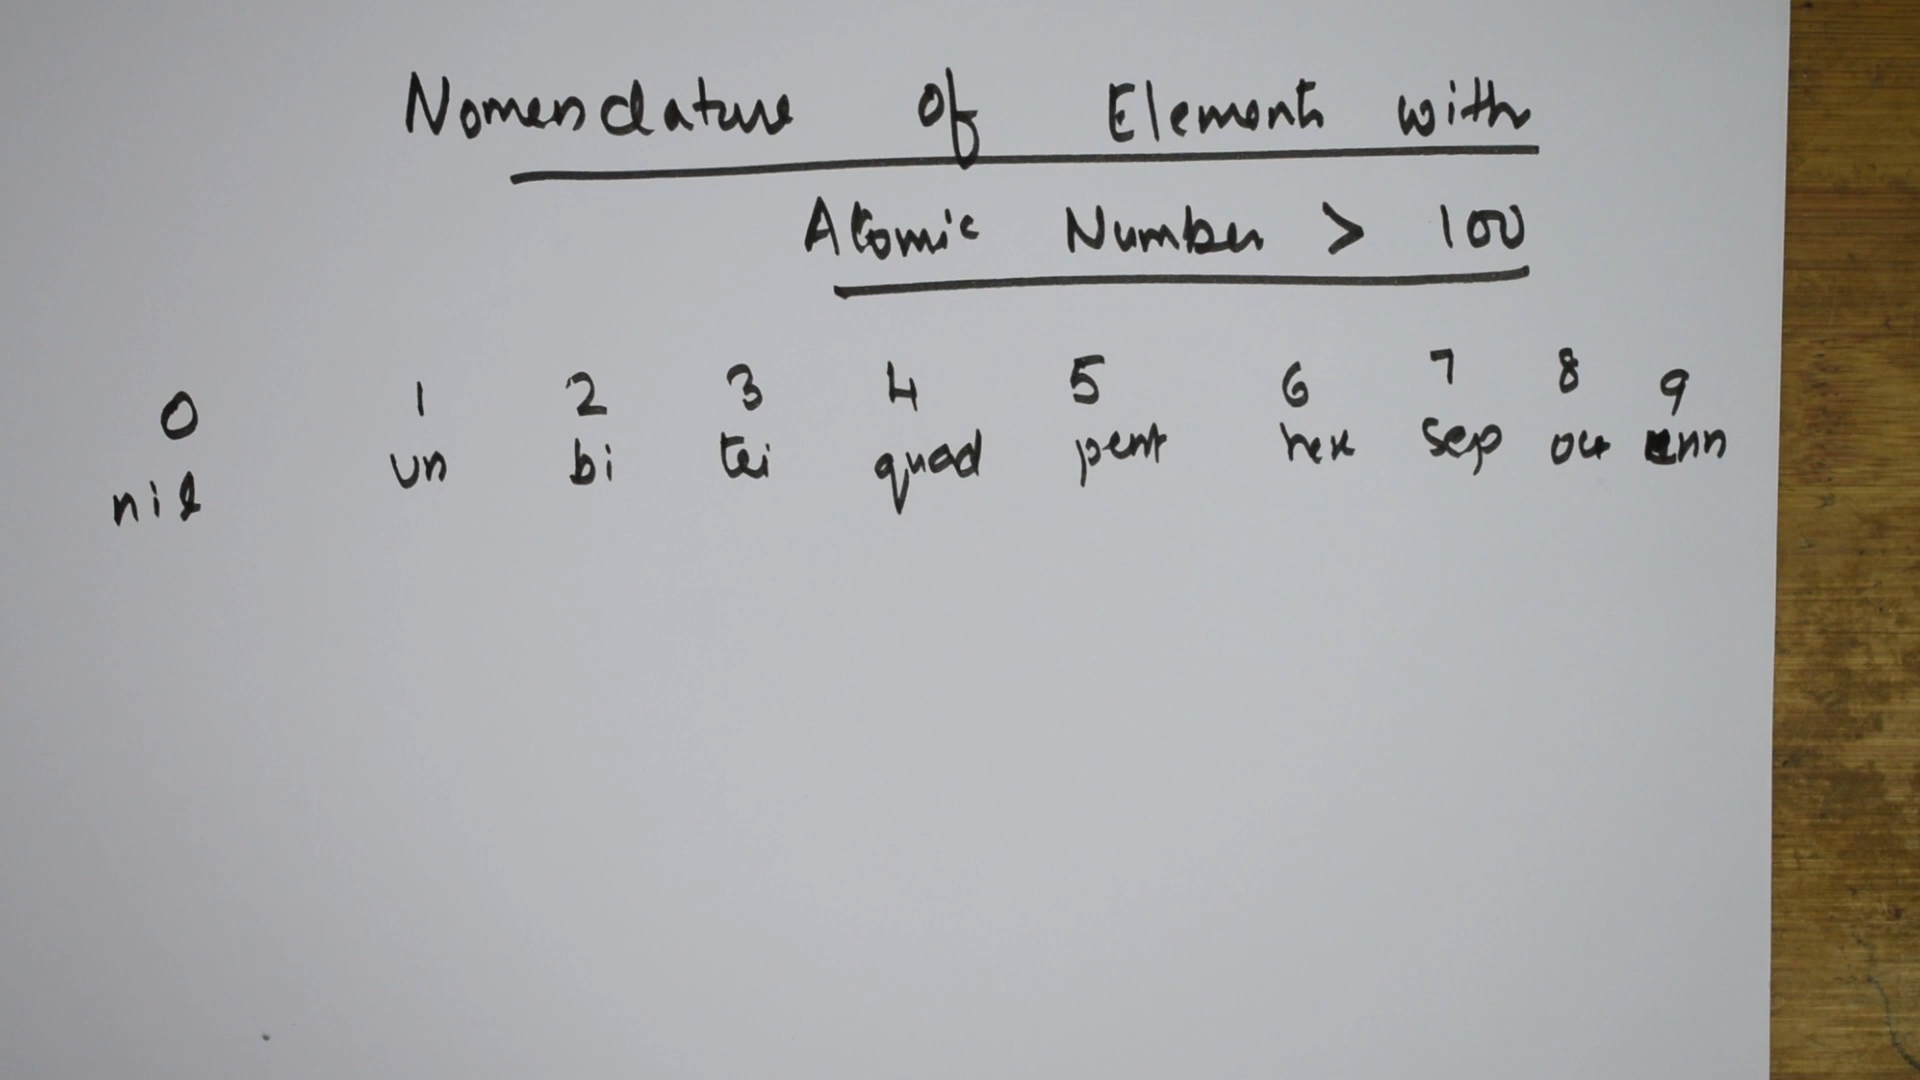 Nomenclature of Elements with
Atomic Number > 100
0 1 2 3 4 5 6 7 8 9
nil un bi tri quad pent hex sep oct enn